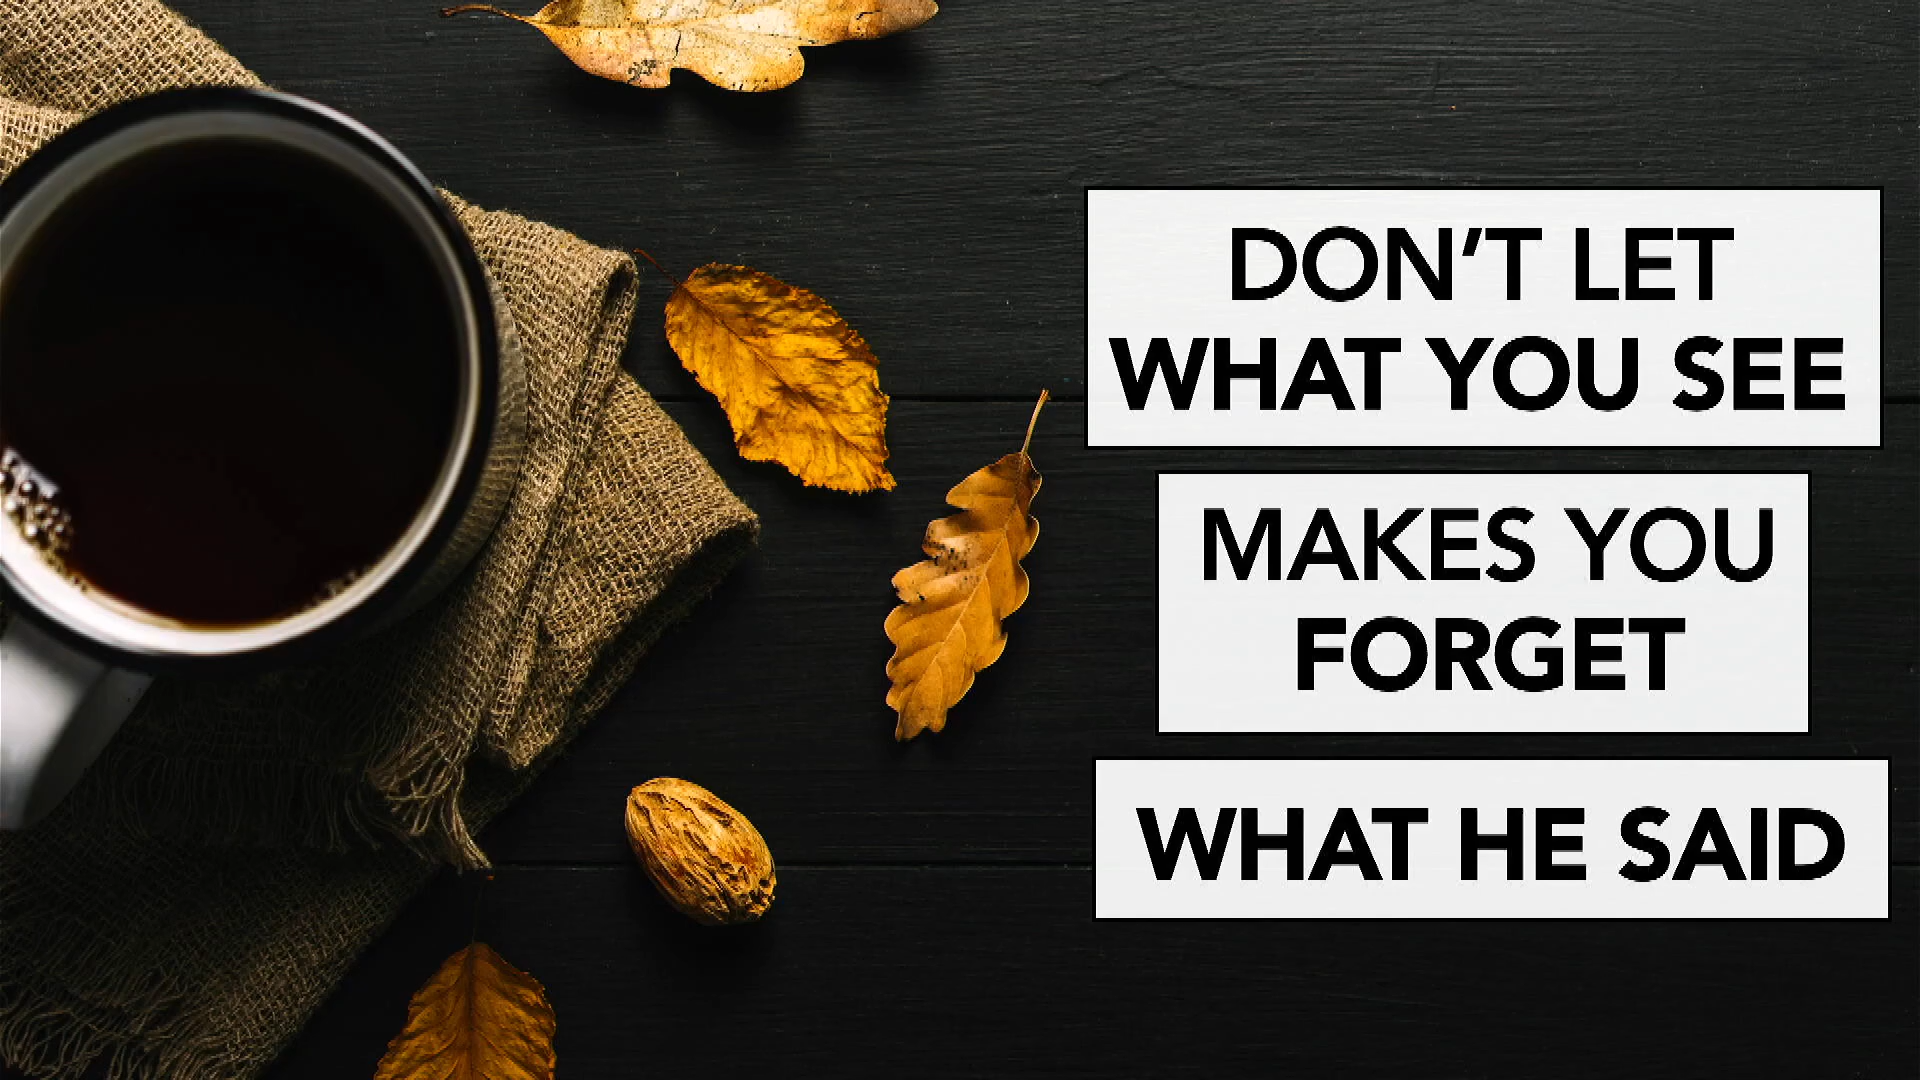 DON’T LET
WHAT YOU SEE
MAKES YOU
FORGET
WHAT HE SAID